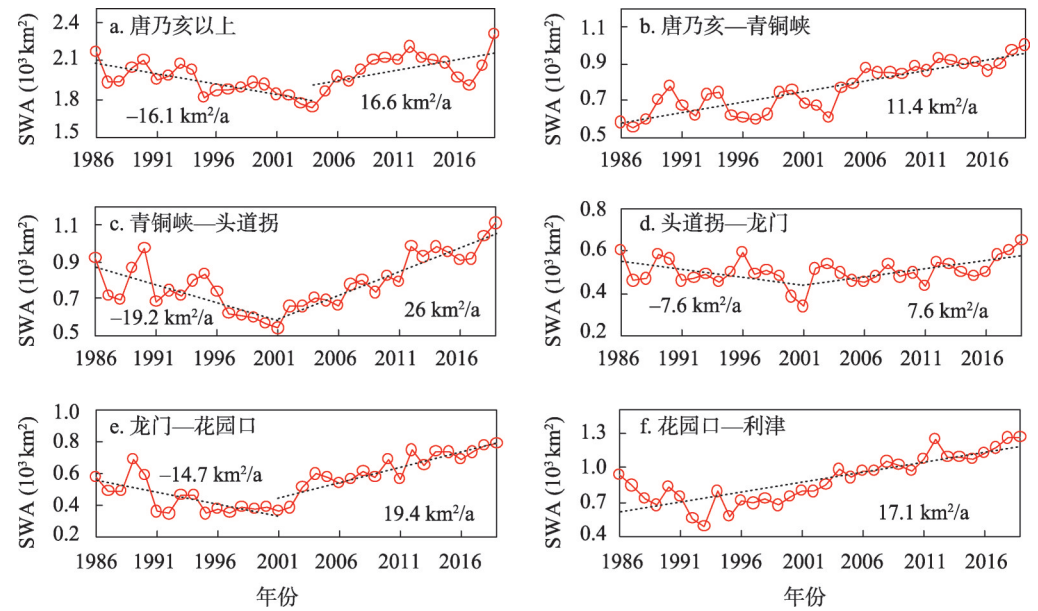 a. 唐乃亥以上
SWA (10³ km²)
2.4
2.1
1.8
1.5
−16.1 km²/a
16.6 km²/a
1986 1991 1996 2001 2006 2011 2016
b. 唐乃亥—青铜峡
SWA (10³ km²)
1.1
0.9
0.7
0.5
11.4 km²/a
1986 1991 1996 2001 2006 2011 2016
c. 青铜峡—头道拐
SWA (10³ km²)
1.1
0.9
0.7
0.5
−19.2 km²/a
26 km²/a
1986 1991 1996 2001 2006 2011 2016
d. 头道拐—龙门
SWA (10³ km²)
0.8
0.6
0.4
0.2
−7.6 km²/a
7.6 km²/a
1986 1991 1996 2001 2006 2011 2016
e. 龙门—花园口
SWA (10³ km²)
1.0
0.8
0.6
0.4
0.2
−14.7 km²/a
19.4 km²/a
1986 1991 1996 2001 2006 2011 2016
年份
f. 花园口—利津
SWA (10³ km²)
1.3
1.0
0.7
0.4
17.1 km²/a
1986 1991 1996 2001 2006 2011 2016
年份